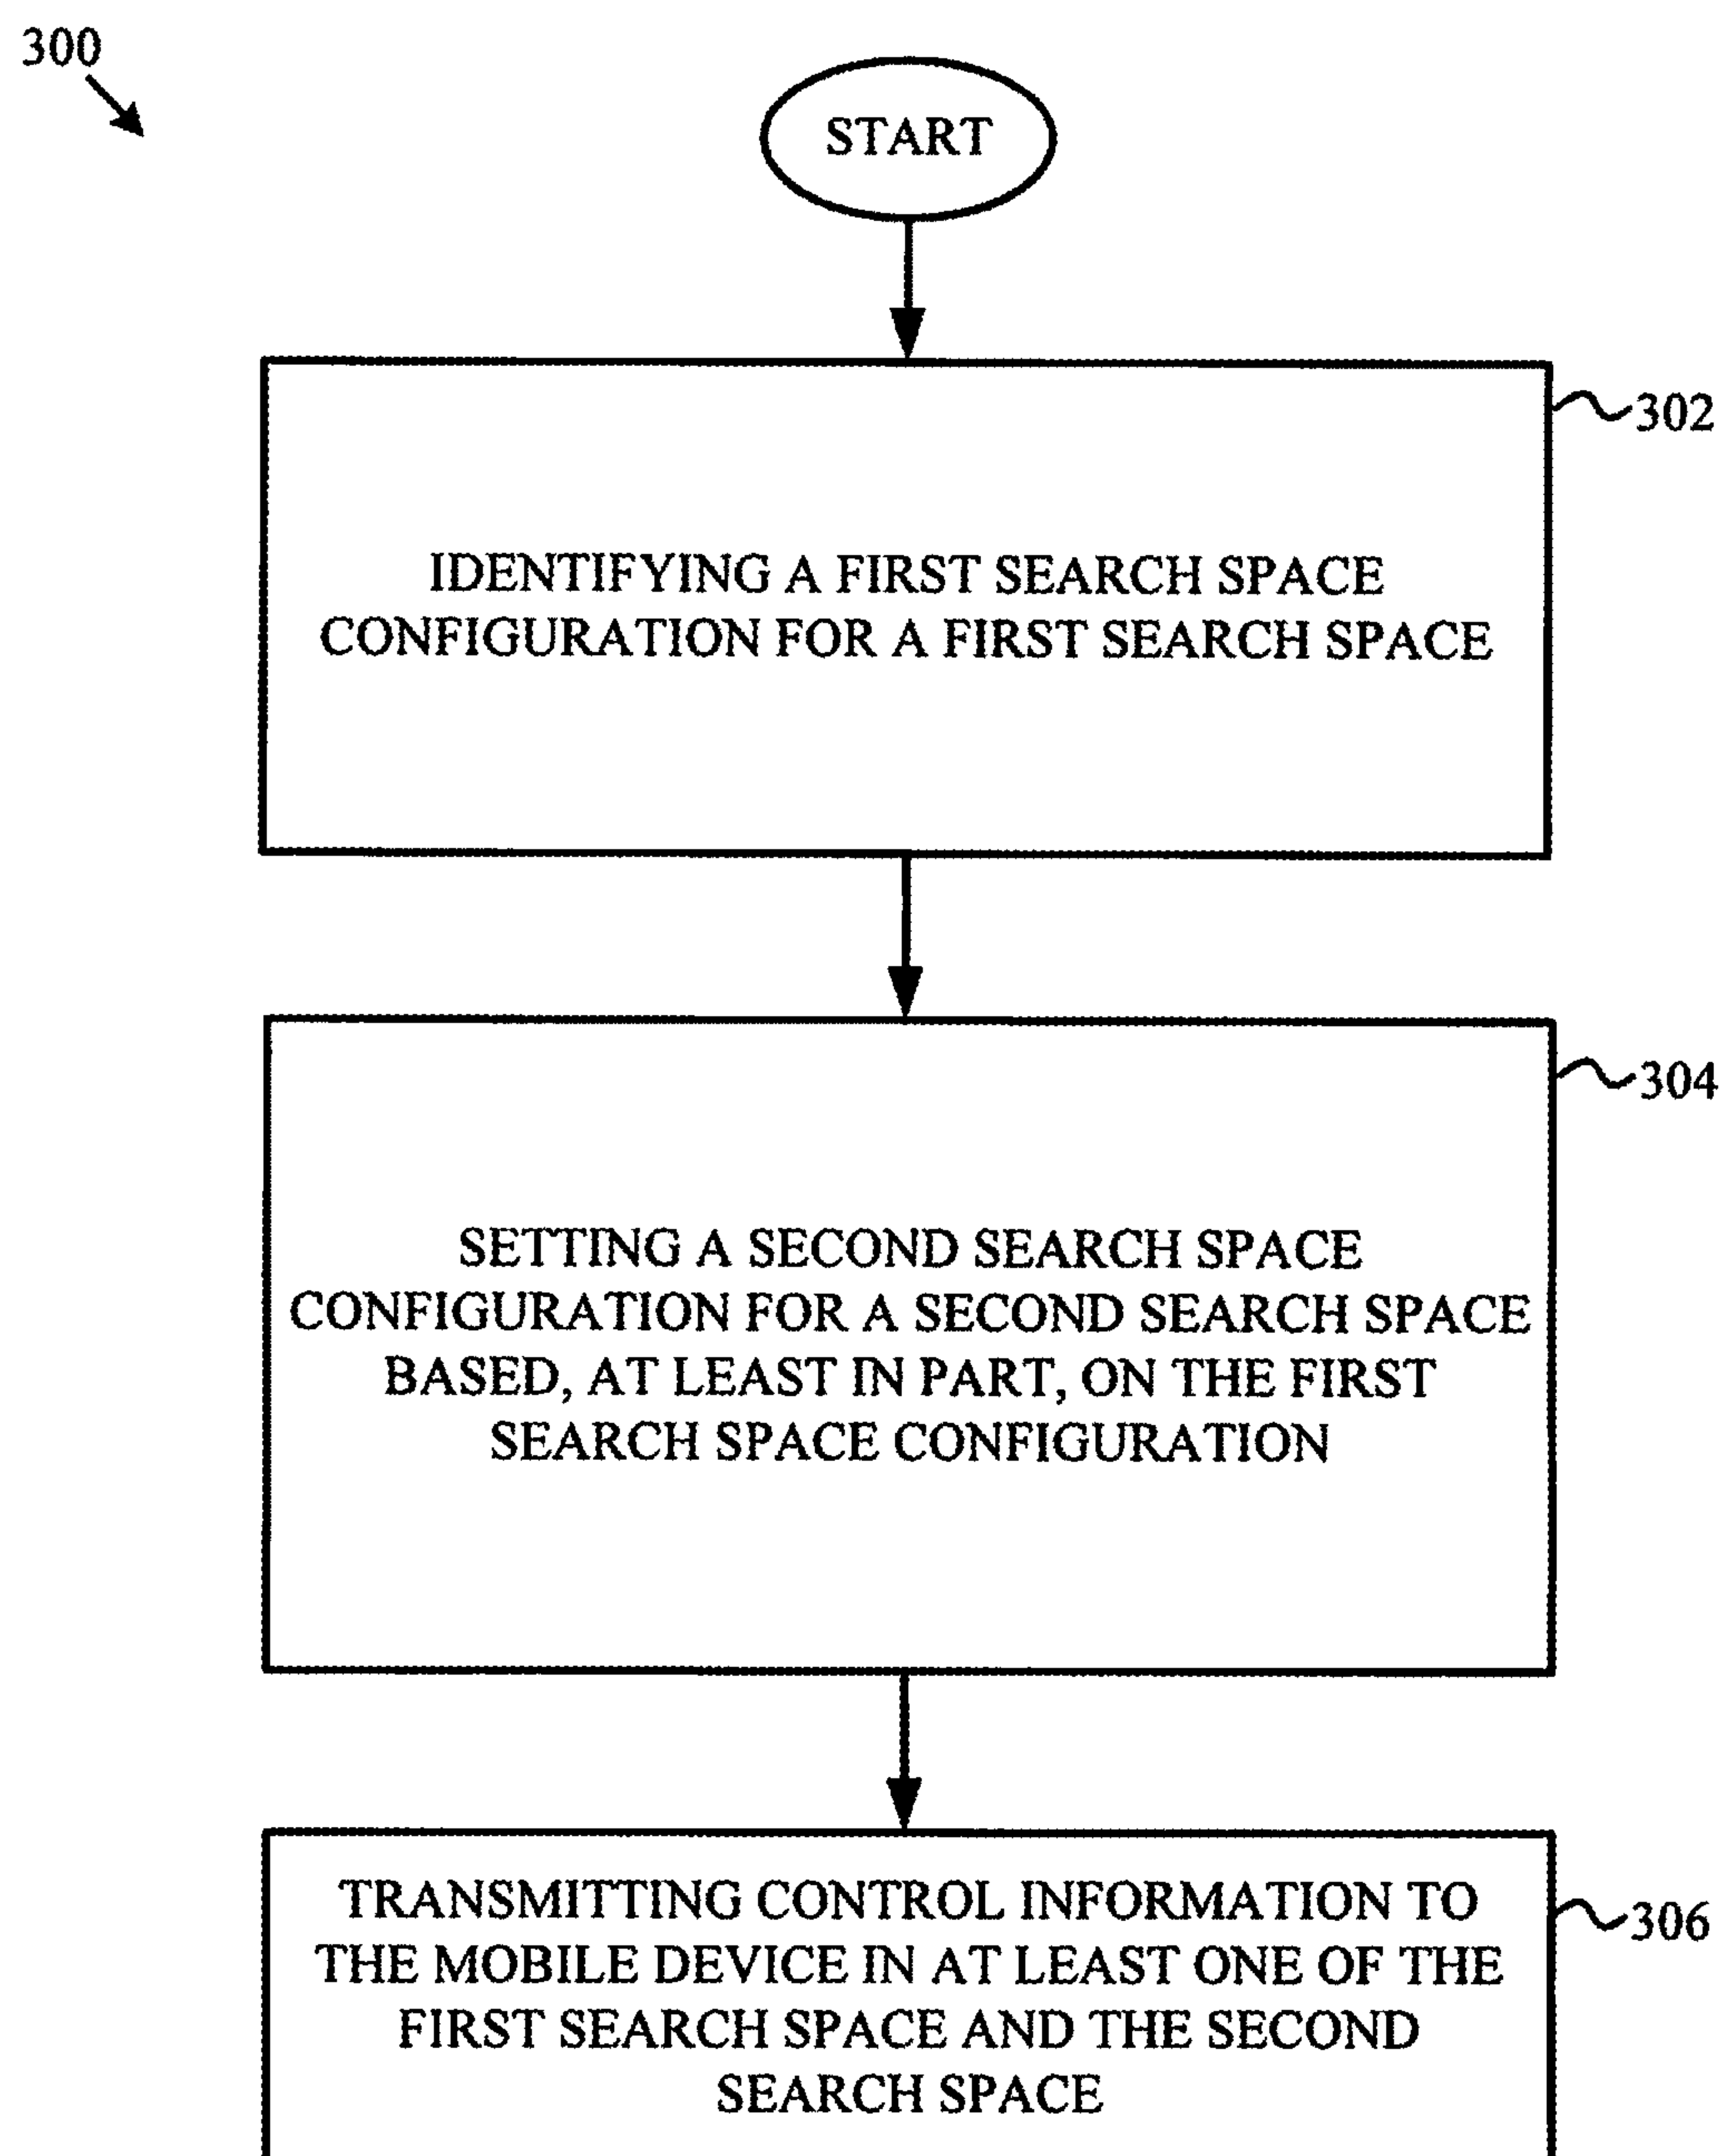 300
START
302
IDENTIFYING A FIRST SEARCH SPACE
CONFIGURATION FOR A FIRST SEARCH SPACE
304
SETTING A SECOND SEARCH SPACE
CONFIGURATION FOR A SECOND SEARCH SPACE
BASED, AT LEAST IN PART, ON THE FIRST
SEARCH SPACE CONFIGURATION
306
TRANSMITTING CONTROL INFORMATION TO
THE MOBILE DEVICE IN AT LEAST ONE OF THE
FIRST SEARCH SPACE AND THE SECOND
SEARCH SPACE